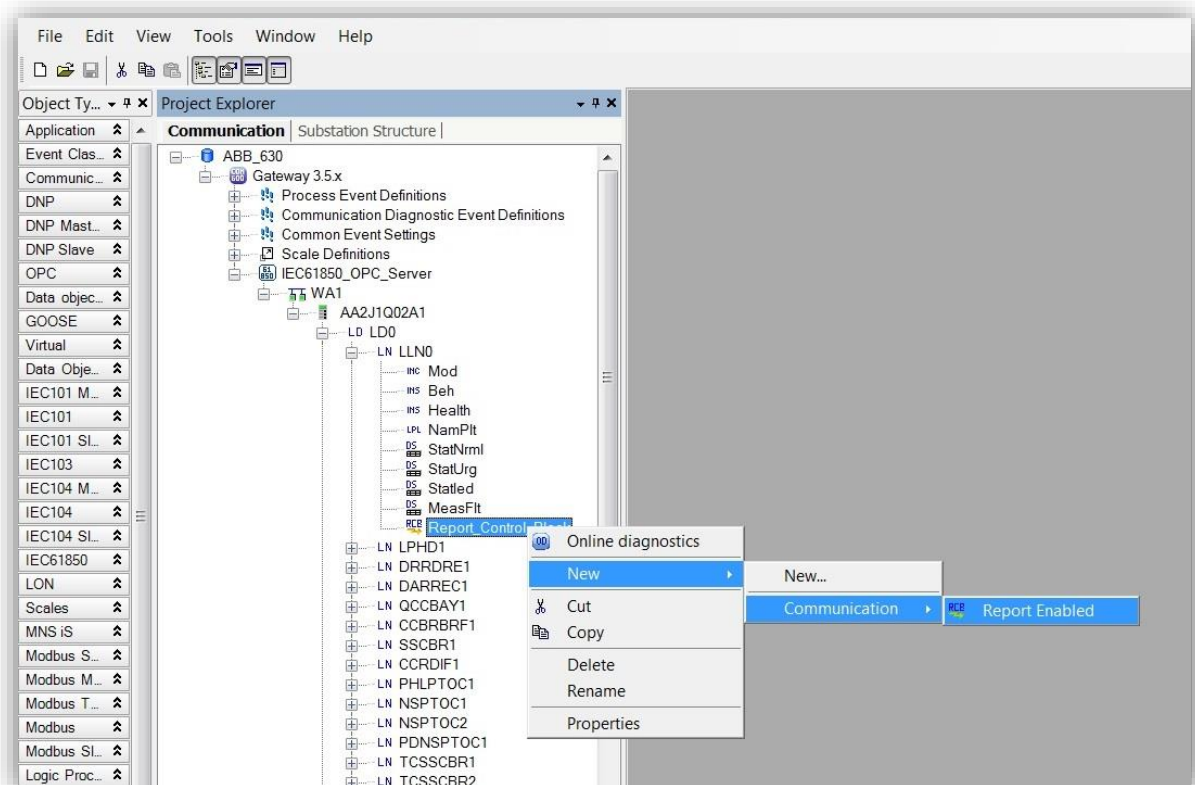 File Edit View Tools Window Help
Object Ty...
Application
Event Clas...
Communic...
DNP
DNP Mast...
DNP Slave
OPC
Data objec...
GOOSE
Virtual
Data Obje...
IEC101 M...
IEC101
IEC101 Sl...
IEC103
IEC104 M...
IEC104
IEC104 Sl...
IEC61850
LON
Scales
MNS iS
Modbus S...
Modbus M...
Modbus T...
Modbus
Modbus Sl...
Logic Proc...
Project Explorer
Communication Substation Structure
ABB_630
Gateway 3.5.x
Process Event Definitions
Communication Diagnostic Event Definitions
Common Event Settings
Scale Definitions
IEC61850_OPC_Server
WA1
AA2J1Q02A1
LD LD0
LN LLN0
INC Mod
INS Beh
INS Health
LPL NamPlt
DS StatNrml
DS StatUrg
DS Statled
DS MeasFlt
RCB Report_Control_Block
LN LPHD1
LN DRRDRE1
LN DARREC1
LN QCCBAY1
LN CCBRBRF1
LN SSCBR1
LN CCRDIF1
LN PHLPTOC1
LN NSPTOC1
LN NSPTOC2
LN PDNSPTOC1
LN TCSSCBR1
LN TCSSCBR2
OD Online diagnostics
New
Cut
Copy
Delete
Rename
Properties
New...
Communication
RCB Report Enabled